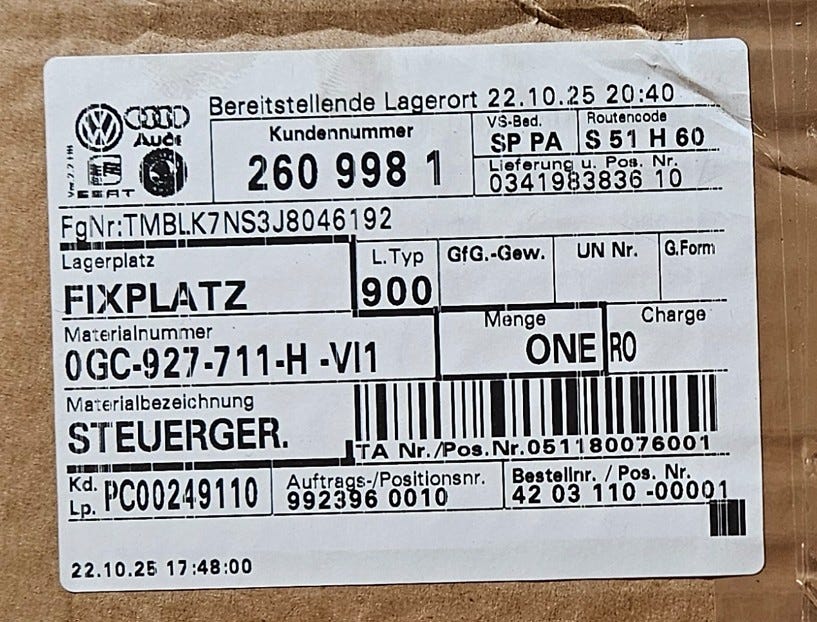 Bereitstellende Lagerort 22.10.25 20:40
Audi
SEAT
Kundennummer
260 998 1
VS-Bed.
SP PA
Routencode
S 51 H 60
Lieferung u. Pos. Nr.
0341983836 10
FgNr:TMBLK7NS3J8046192
Lagerplatz
FIXPLATZ
L.Typ
900
GfG.-Gew.
UN Nr.
G.Form
Materialnummer
0GC-927-711-H -VI1
Menge
ONE
Charge
RO
Materialbezeichnung
STEUERGER.
TA Nr./Pos.Nr.051180076001
Kd. Lp. PC00249110
Auftrags-/Positionsnr.
992396 0010
Bestellnr. / Pos. Nr.
42 03 110 -00001
22.10.25 17:48:00